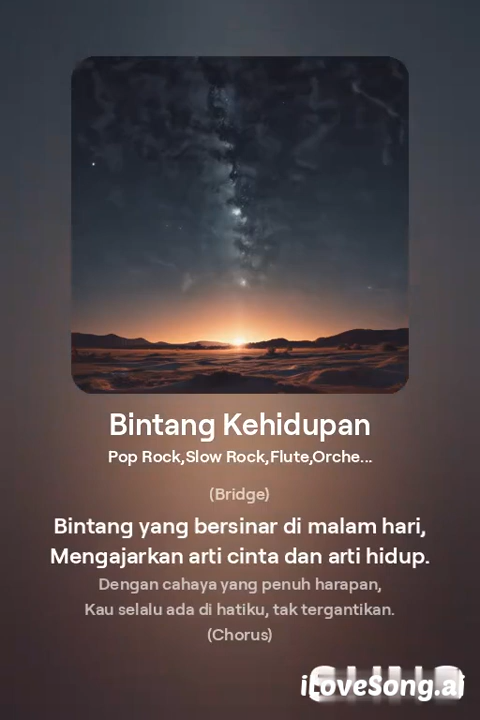 Bintang Kehidupan
Pop Rock,Slow Rock,Flute,Orche...
(Bridge)
Bintang yang bersinar di malam hari,
Mengajarkan arti cinta dan arti hidup.
Dengan cahaya yang penuh harapan,
Kau selalu ada di hatiku, tak tergantikan.
(Chorus)
iLoveSong.ai